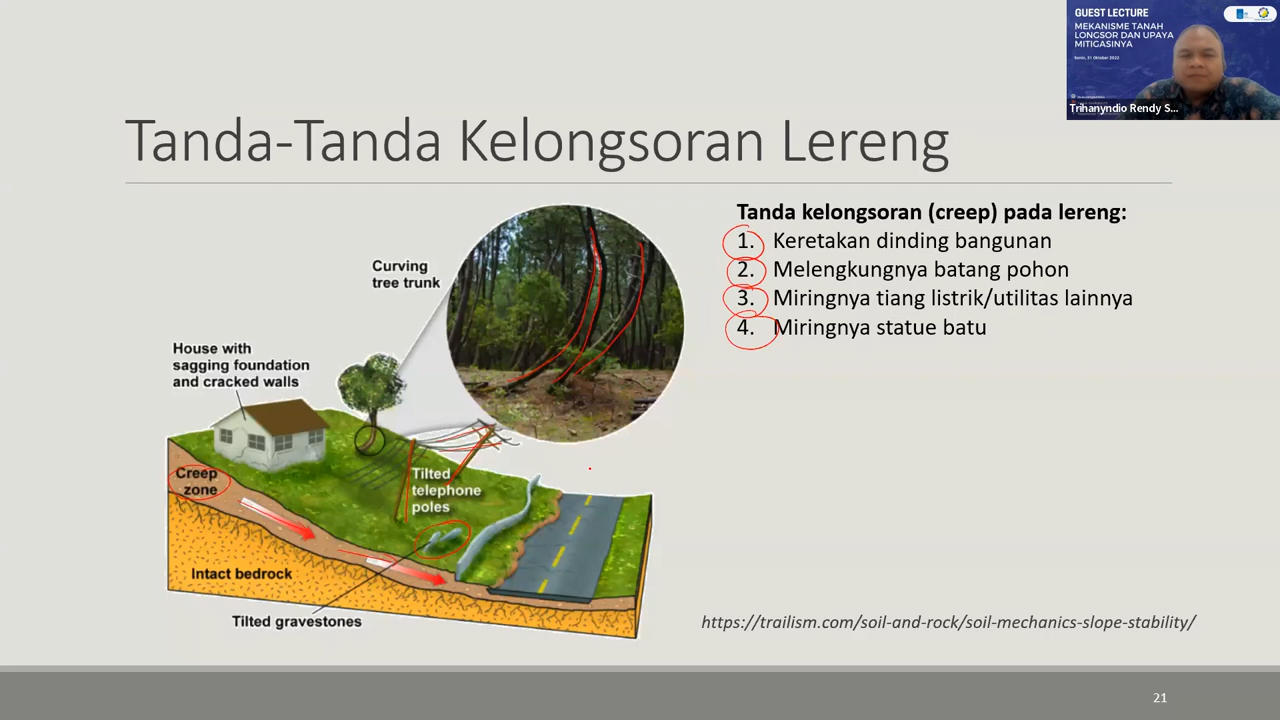 GUEST LECTURE
MEKANISME TANAH
LONGSOR DAN UPAYA
MITIGASINYA
Senin, 31 Oktober 2022
Trihanyndio Rendy S...
Tanda-Tanda Kelongsoran Lereng
Tanda kelongsoran (creep) pada lereng:
1. Keretakan dinding bangunan
2. Melengkungnya batang pohon
3. Miringnya tiang listrik/utilitas lainnya
4. Miringnya statue batu
Curving
tree trunk
House with
sagging foundation
and cracked walls
Creep
zone
Tilted
telephone
poles
Intact bedrock
Tilted gravestones
https://trailism.com/soil-and-rock/soil-mechanics-slope-stability/
21